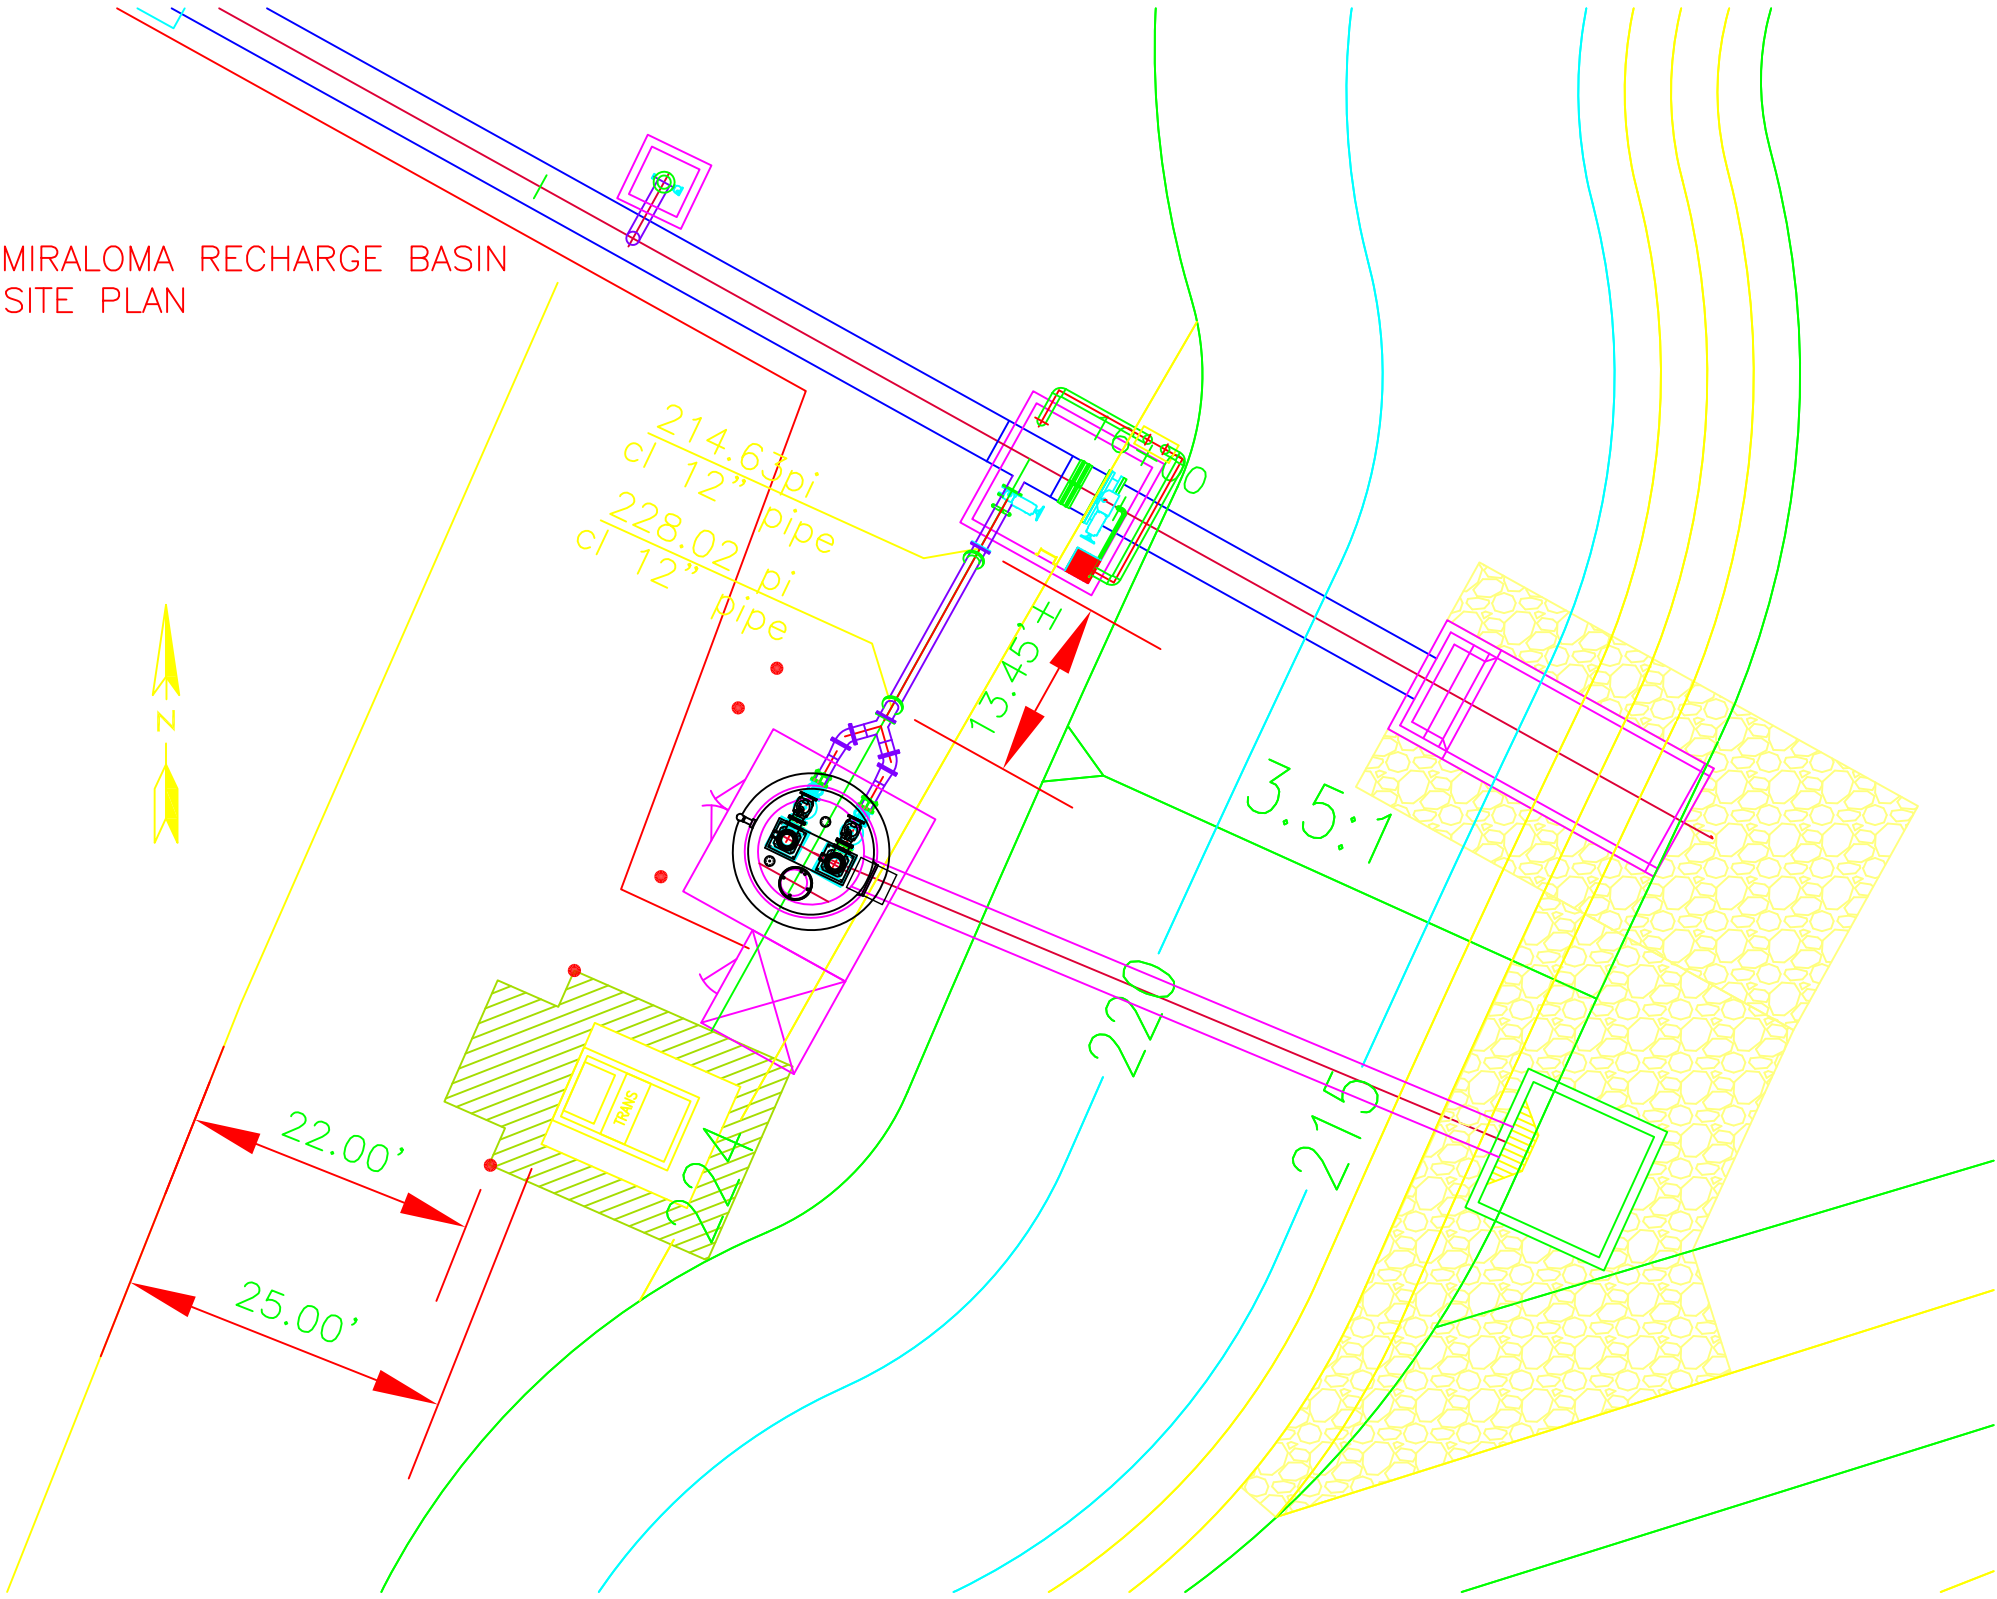 MIRALOMA RECHARGE BASIN
SITE PLAN
214.63pi
cl 12" pipe
228.02 pi
cl 12" pipe
N
13.45'±
3.5:1
220
215
224
TRANS
22.00'
25.00'